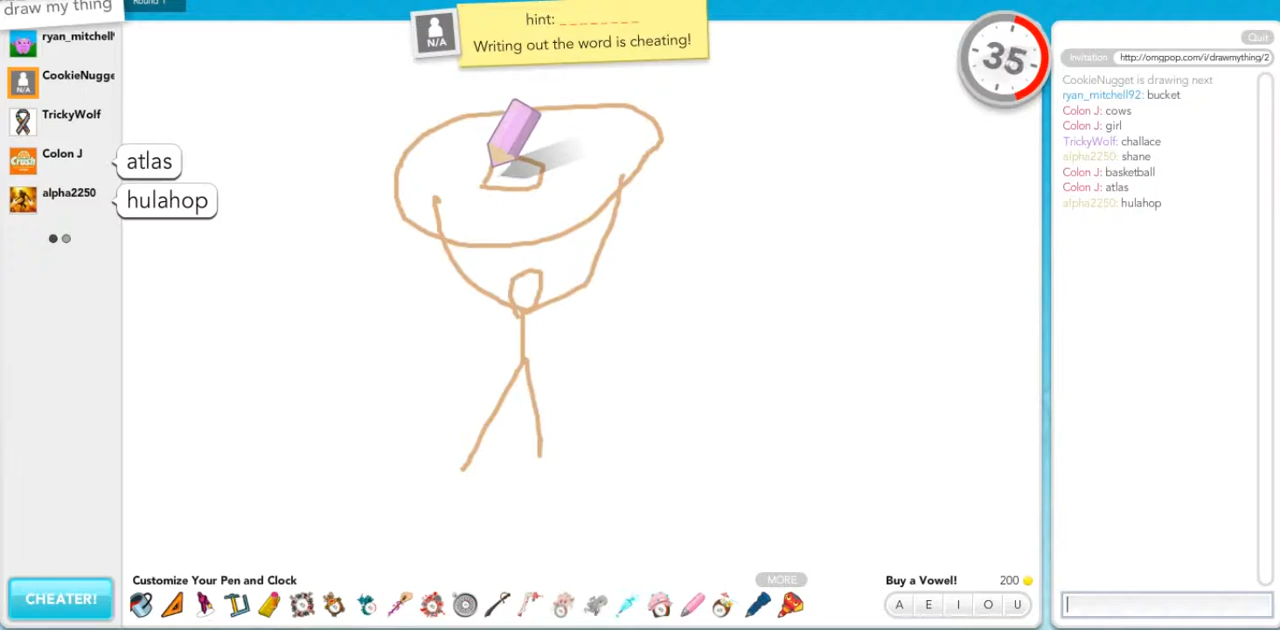 draw my thing
Round 1
hint: ________
N/A
Writing out the word is cheating!
35
ryan_mitchell
CookieNugge
N/A
TrickyWolf
Colon J
Crush
atlas
alpha2250
hulahop
CHEATER!
Customize Your Pen and Clock
MORE
Buy a Vowel!
200
A E I O U
Quit
Invitation
http://omgpop.com/i/drawmything/2
CookieNugget is drawing next
ryan_mitchell92: bucket
Colon J: cows
Colon J: girl
TrickyWolf: challace
alpha2250: shane
Colon J: basketball
Colon J: atlas
alpha2250: hulahop